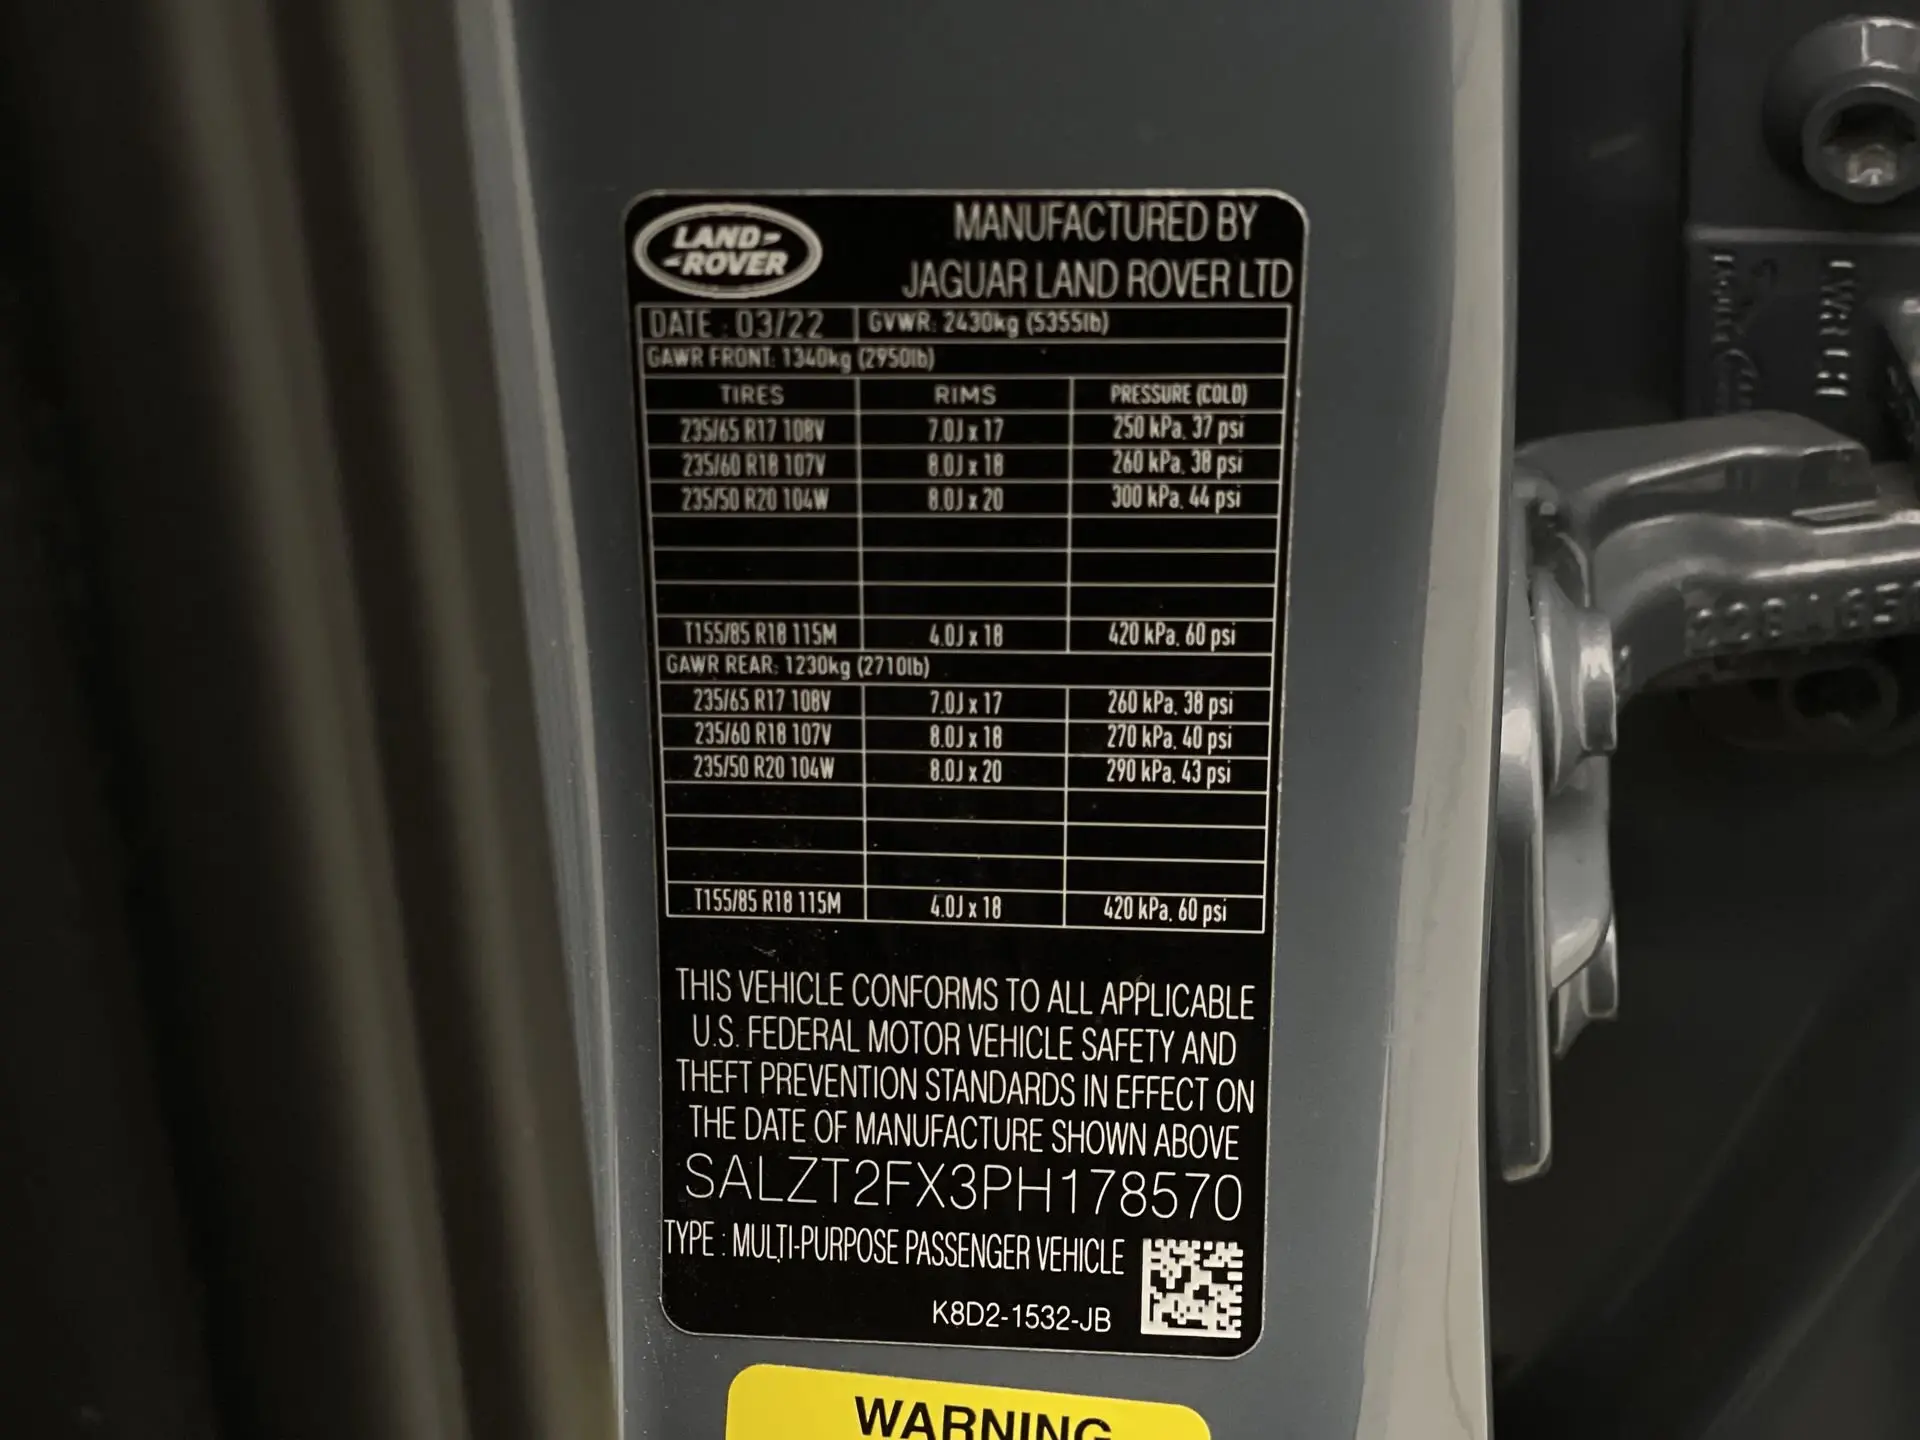 LAND-
-ROVER
MANUFACTURED BY
JAGUAR LAND ROVER LTD
DATE : 03/22 GVWR: 2430kg (5355lb)
GAWR FRONT: 1340kg (2950lb)
TIRES RIMS PRESSURE (COLD)
235/65 R17 108V 7.0J x 17 250 kPa, 37 psi
235/60 R18 107V 8.0J x 18 260 kPa, 38 psi
235/50 R20 104W 8.0J x 20 300 kPa, 44 psi
T155/85 R18 115M 4.0J x 18 420 kPa, 60 psi
GAWR REAR: 1230kg (2710lb)
235/65 R17 108V 7.0J x 17 260 kPa, 38 psi
235/60 R18 107V 8.0J x 18 270 kPa, 40 psi
235/50 R20 104W 8.0J x 20 290 kPa, 43 psi
T155/85 R18 115M 4.0J x 18 420 kPa, 60 psi
THIS VEHICLE CONFORMS TO ALL APPLICABLE
U.S. FEDERAL MOTOR VEHICLE SAFETY AND
THEFT PREVENTION STANDARDS IN EFFECT ON
THE DATE OF MANUFACTURE SHOWN ABOVE
SALZT2FX3PH178570
TYPE : MULTI-PURPOSE PASSENGER VEHICLE
K8D2-1532-JB
WARNING